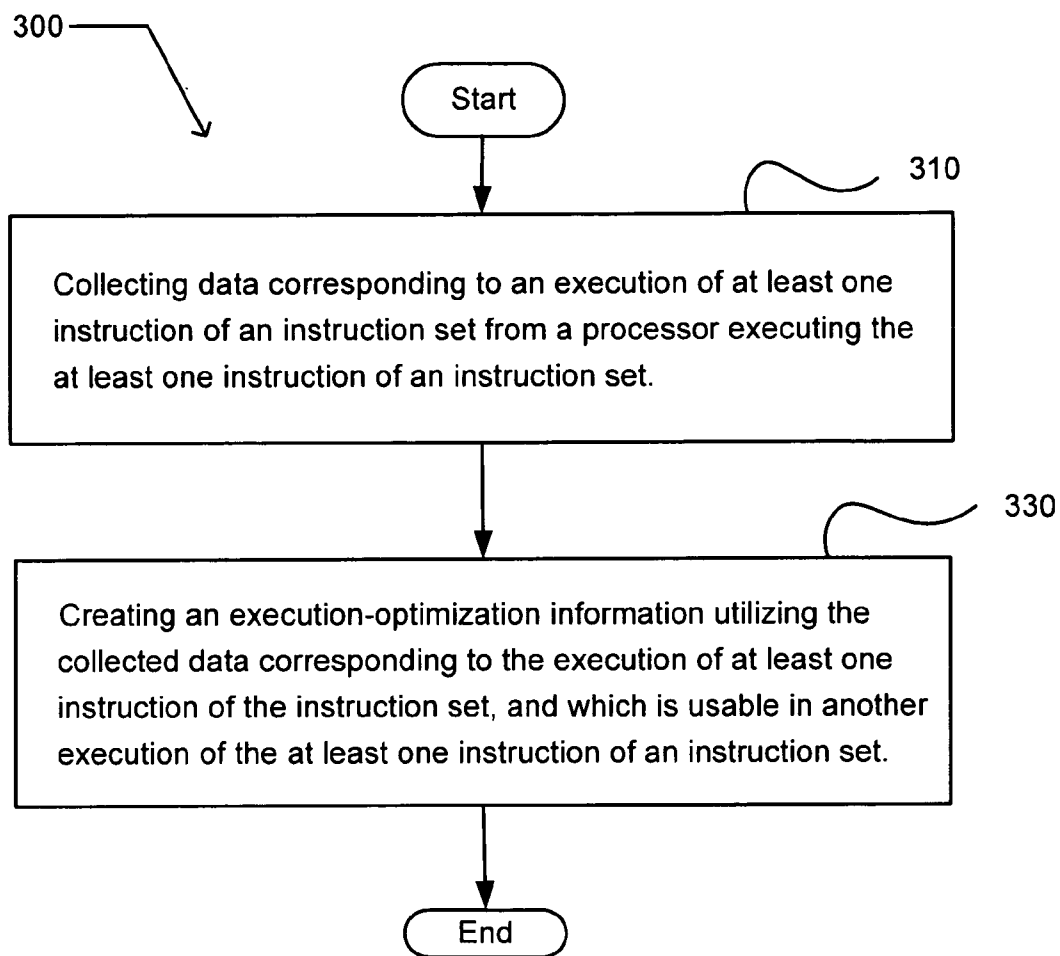 300
Start
310
Collecting data corresponding to an execution of at least one
instruction of an instruction set from a processor executing the
at least one instruction of an instruction set.
330
Creating an execution-optimization information utilizing the
collected data corresponding to the execution of at least one
instruction of the instruction set, and which is usable in another
execution of the at least one instruction of an instruction set.
End